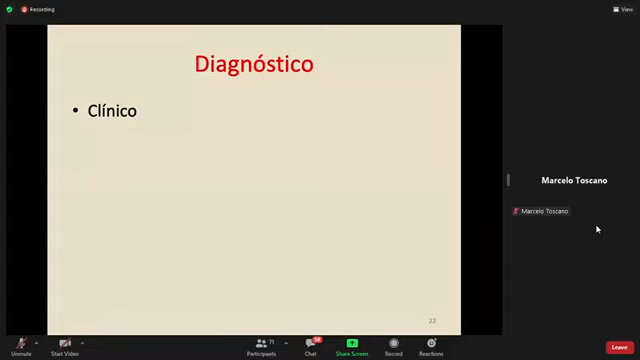 Recording
View
Diagnóstico
• Clínico
Marcelo Toscano
Marcelo Toscano
22
71
58
Unmute
Start Video
Participants
Chat
Share Screen
Record
Reactions
Leave